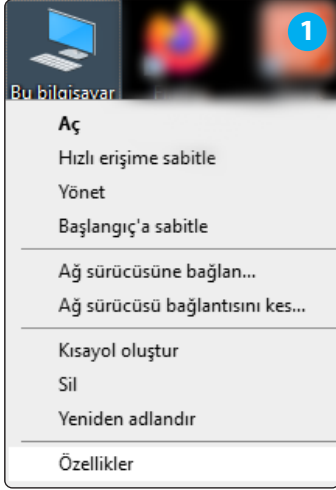 1
Bu bilgisayar
Aç
Hızlı erişime sabitle
Yönet
Başlangıç'a sabitle
Ağ sürücüsüne bağlan...
Ağ sürücüsü bağlantısını kes...
Kısayol oluştur
Sil
Yeniden adlandır
Özellikler